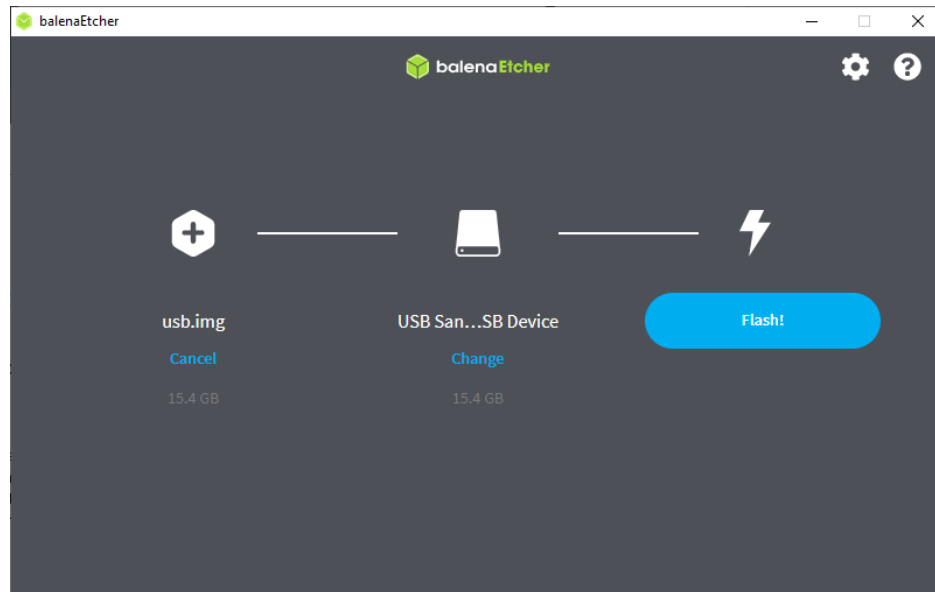 balenaEtcher
balenaEtcher
usb.img
Cancel
15.4 GB
USB San...SB Device
Change
15.4 GB
Flash!